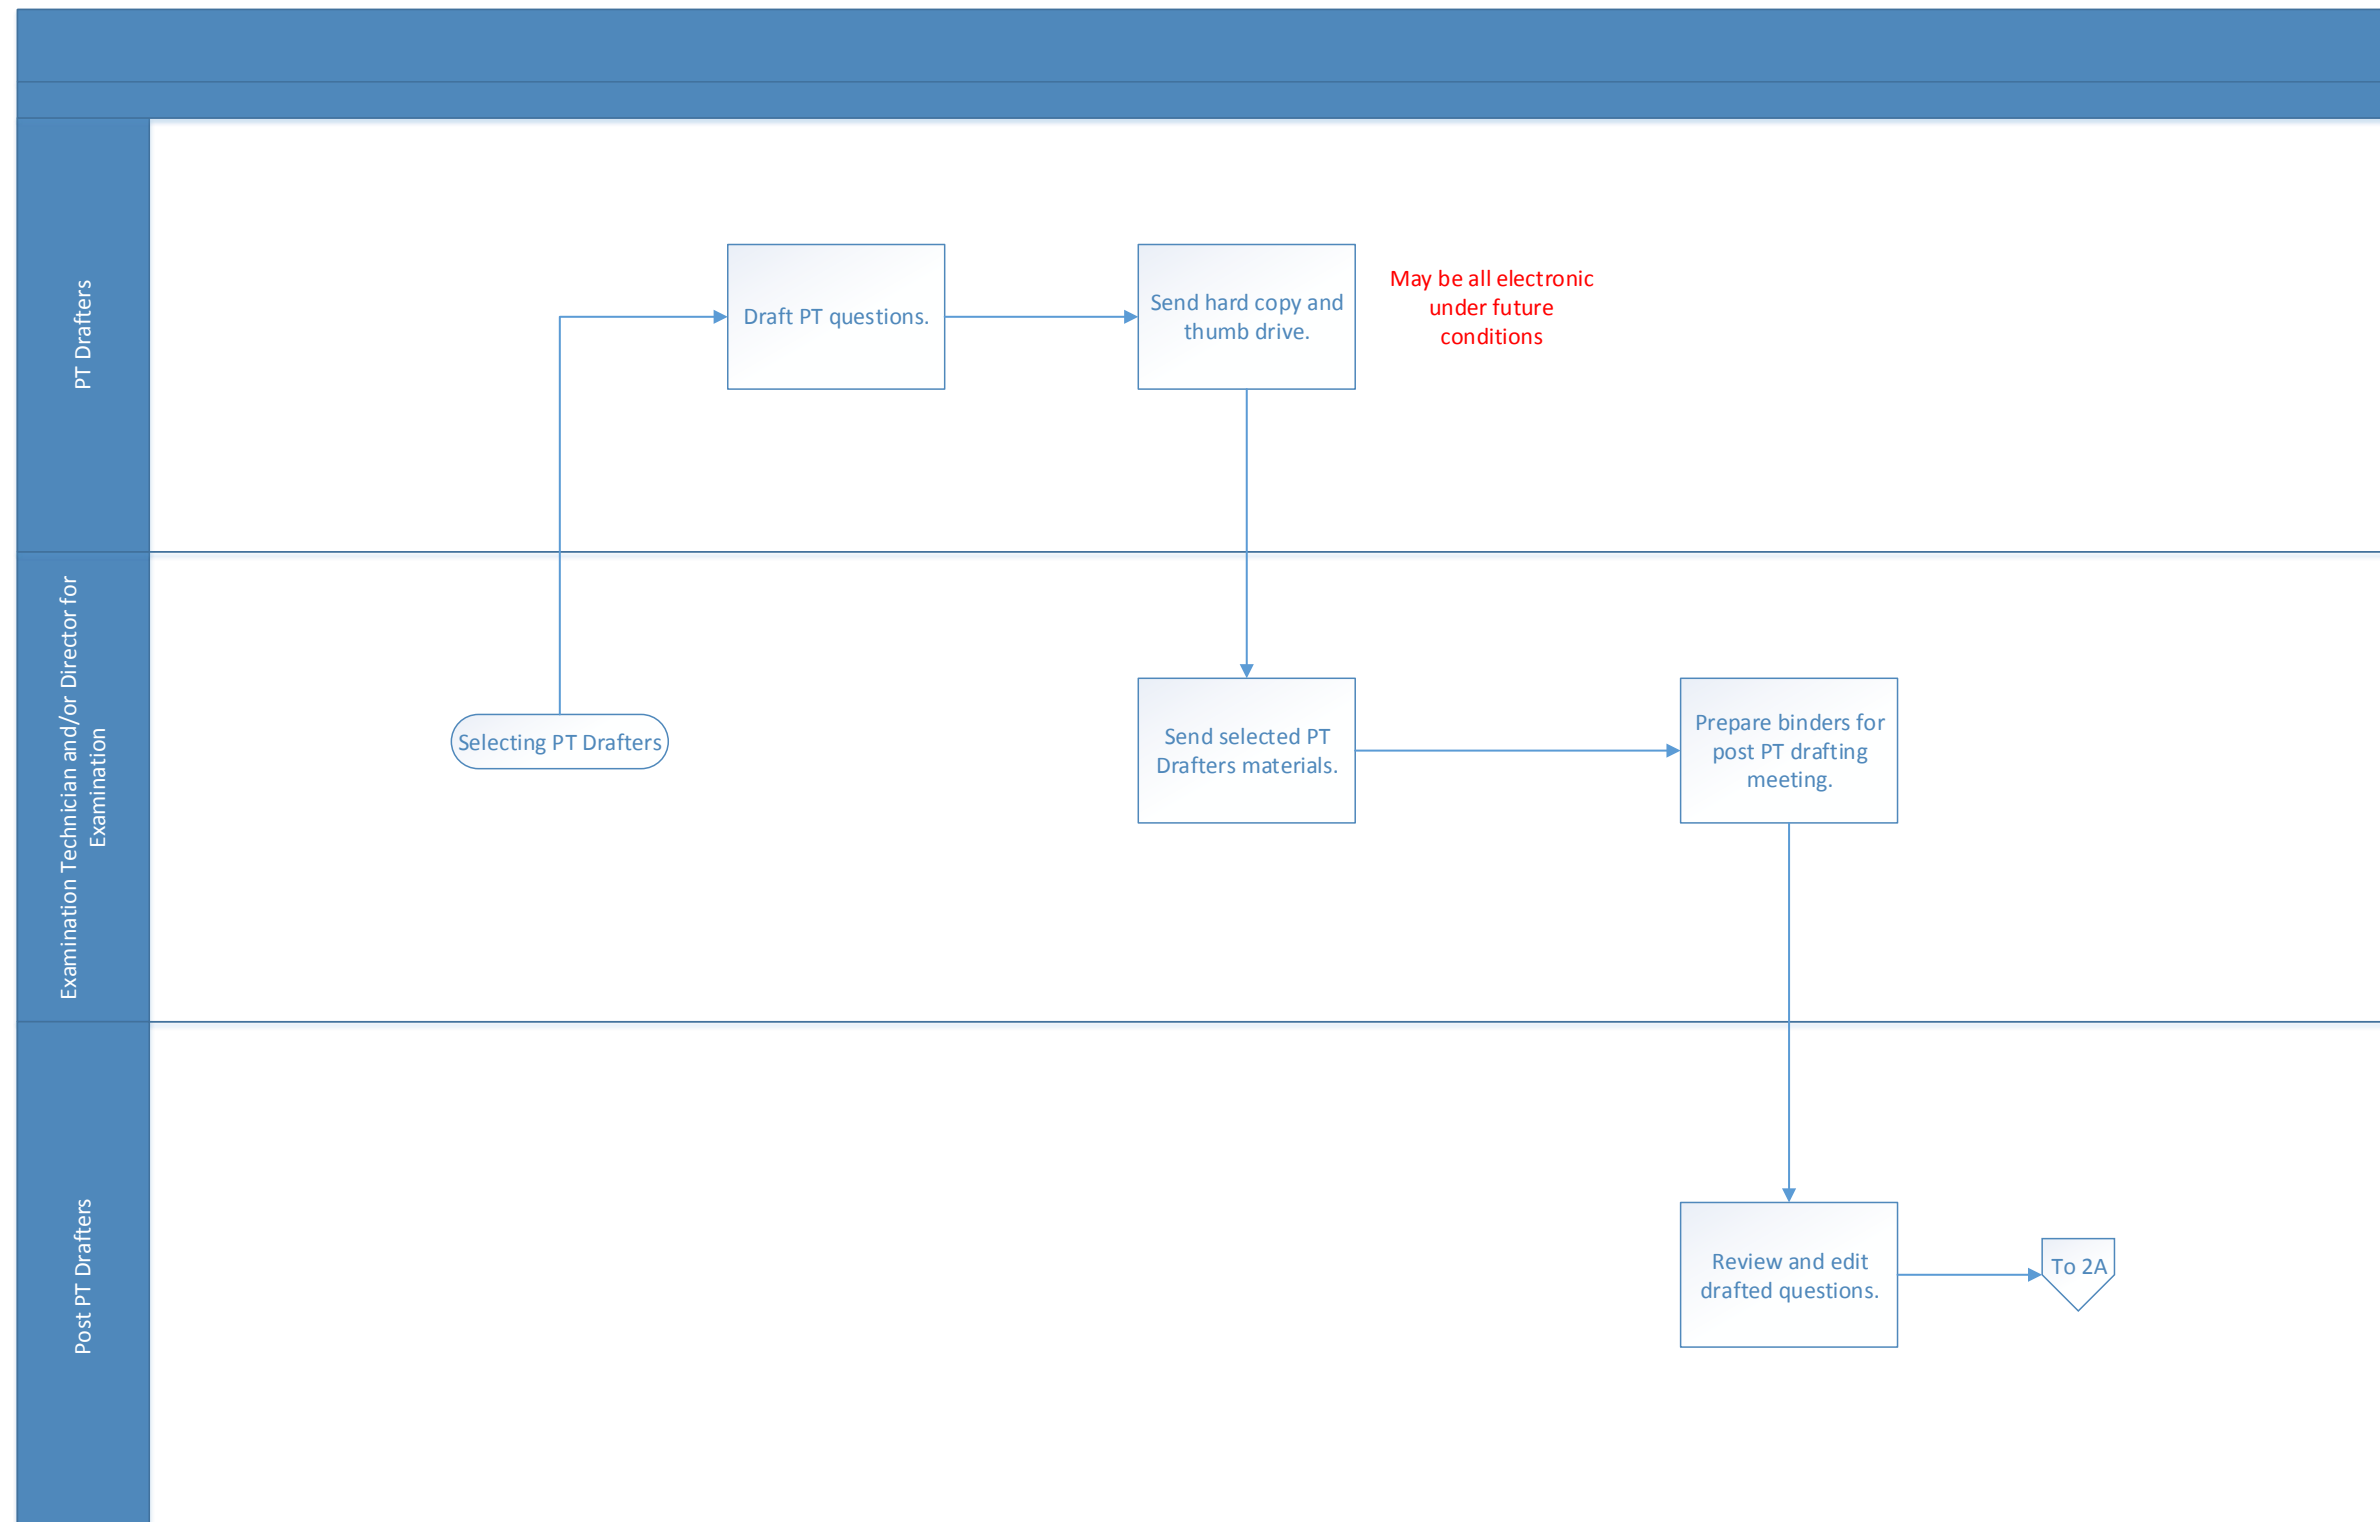 PT Drafters
Draft PT questions.
Send hard copy and
thumb drive.
May be all electronic
under future
conditions
Examination Technician and/or Director for
Examination
Selecting PT Drafters
Send selected PT
Drafters materials.
Prepare binders for
post PT drafting
meeting.
Post PT Drafters
Review and edit
drafted questions.
To 2A